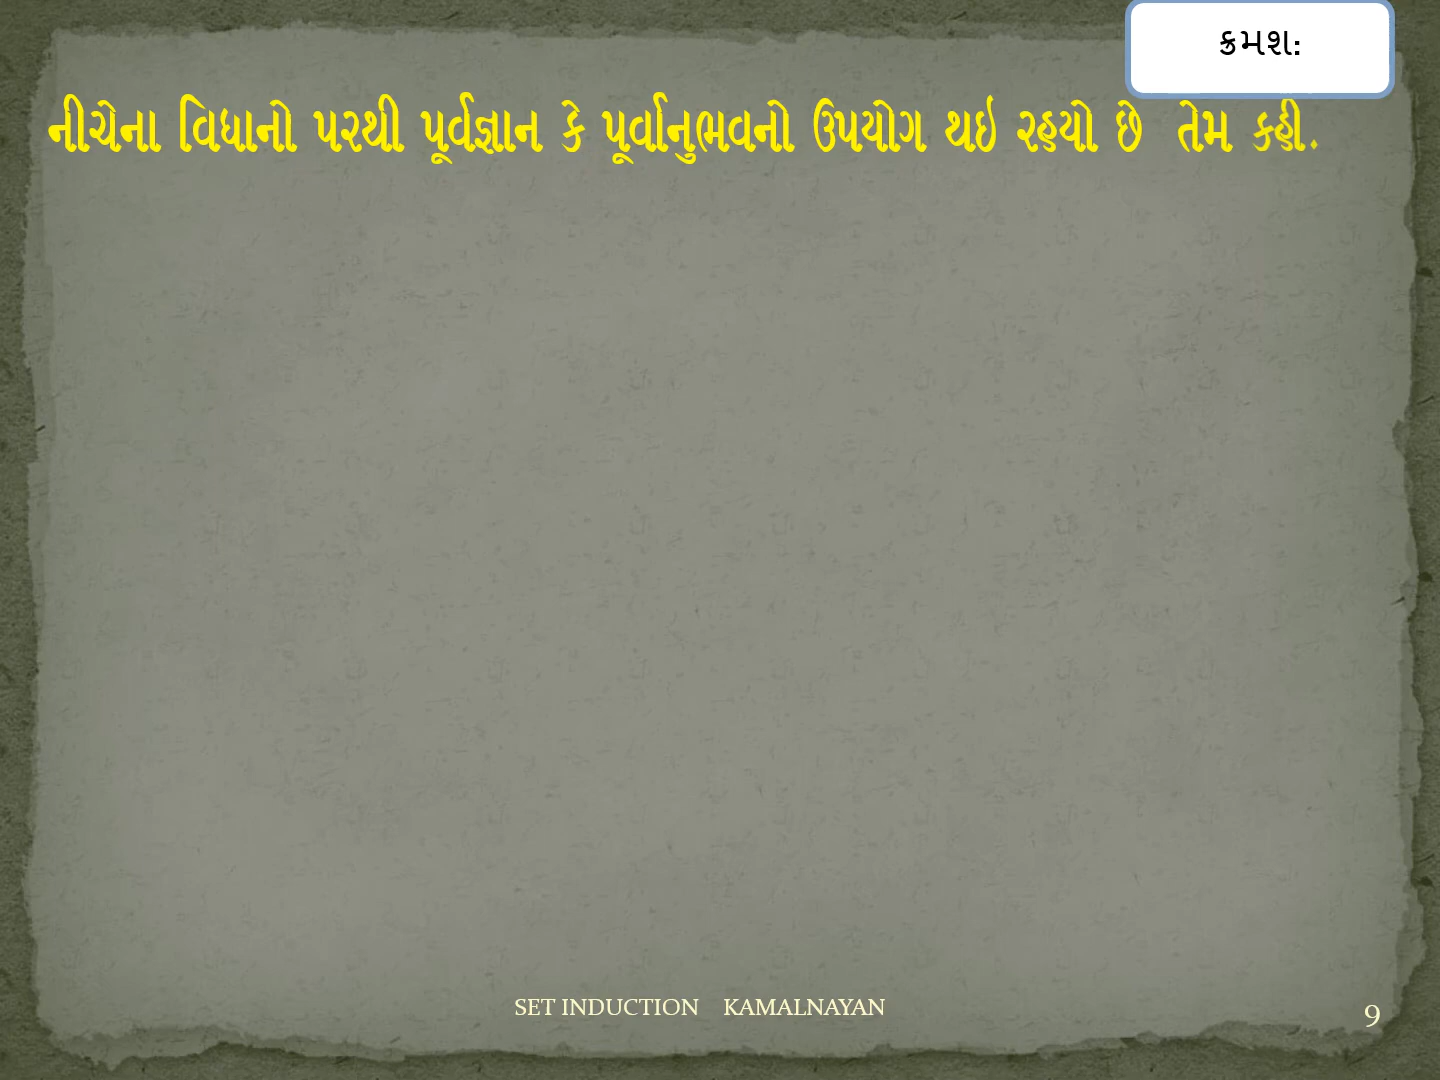 ક્રમશ:
નીચેના વિધાનો પરથી પૂર્વજ્ઞાન કે પૂર્વાનુભવનો ઉપયોગ થઇ રહયો છે તેમ કહી.
SET INDUCTION KAMALNAYAN
9